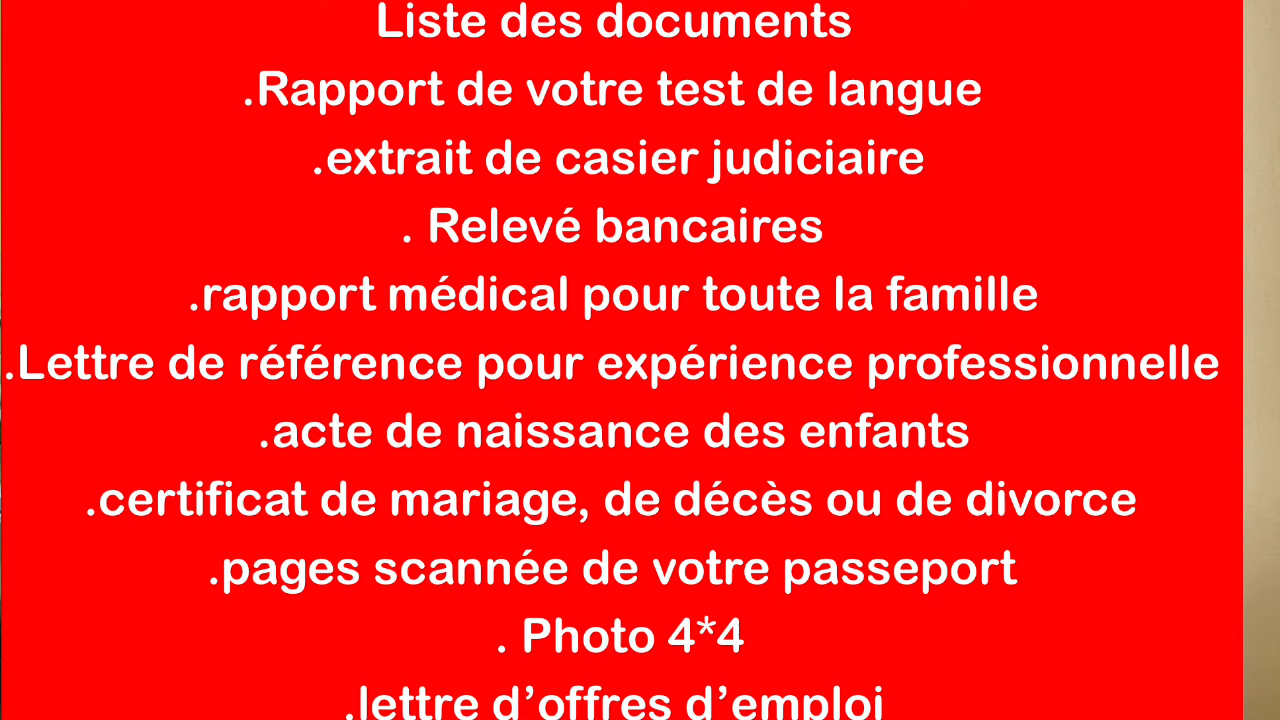 Liste des documents
.Rapport de votre test de langue
.extrait de casier judiciaire
. Relevé bancaires
.rapport médical pour toute la famille
.Lettre de référence pour expérience professionnelle
.acte de naissance des enfants
.certificat de mariage, de décès ou de divorce
.pages scannée de votre passeport
. Photo 4*4
.lettre d’offres d’emploi